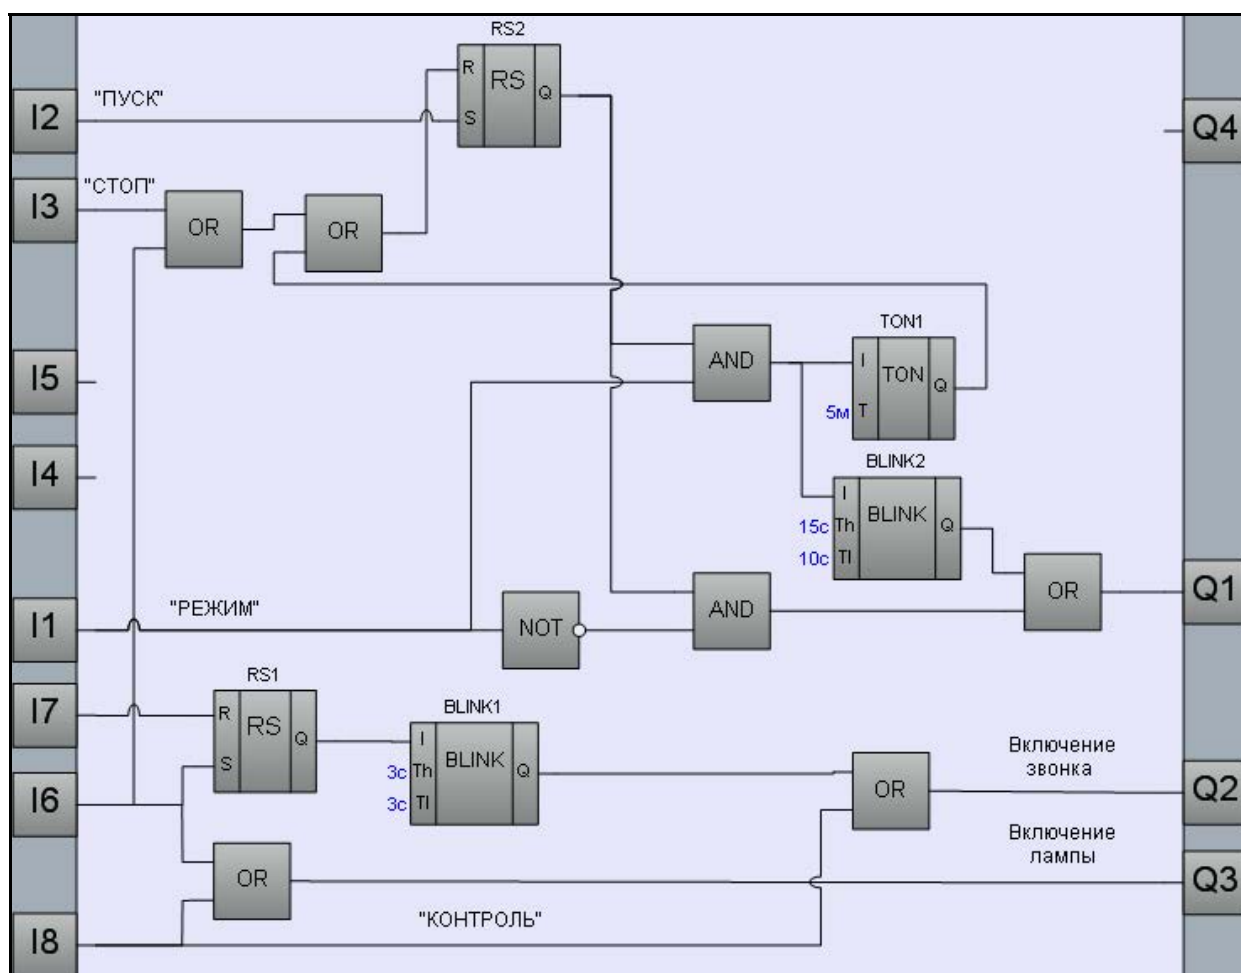 RS2
R
RS
Q
S
I2
"ПУСК"
Q4
I3
"СТОП"
OR
OR
TON1
AND
I
TON
Q
5м
T
I5
BLINK2
I4
I
15с
Th
BLINK
Q
10с
Tl
OR
Q1
I1
"РЕЖИМ"
NOT
AND
RS1
I7
R
RS
Q
S
BLINK1
I
3с
Th
BLINK
Q
3с
Tl
Включение
звонка
OR
Q2
I6
Включение
лампы
OR
Q3
"КОНТРОЛЬ"
I8